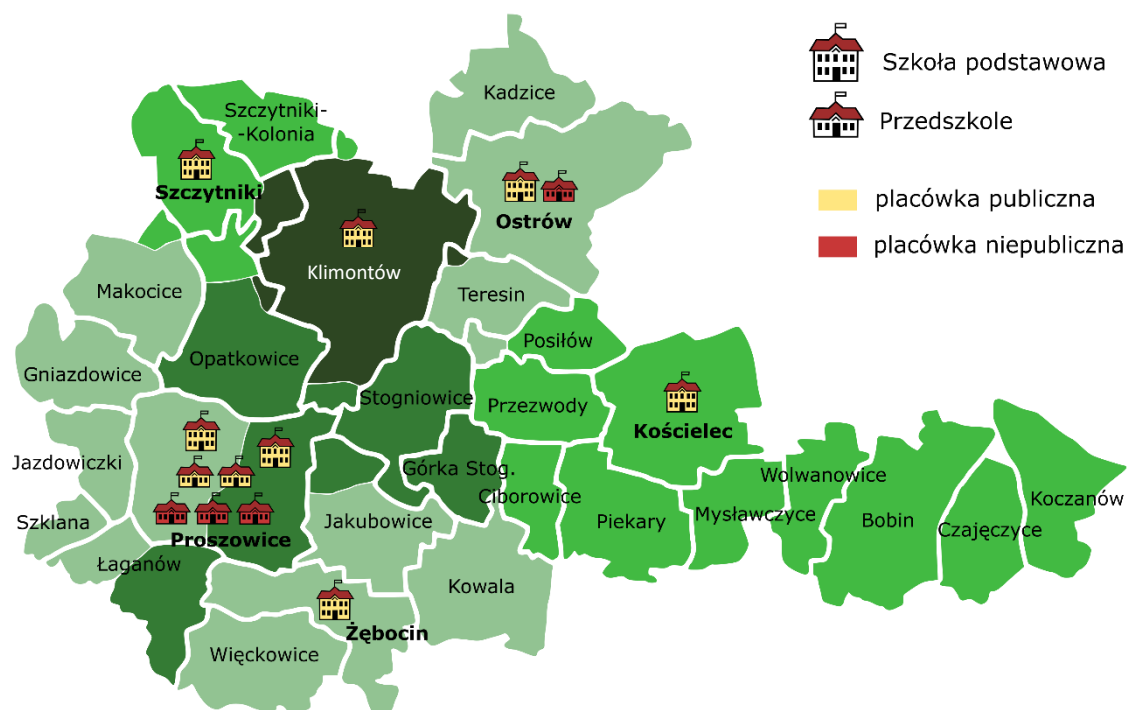 Szkoła podstawowa
Przedszkole
placówka publiczna
placówka niepubliczna
Kadzice
Szczytniki-
-Kolonia
Szczytniki
Ostrów
Klimontów
Makocice
Teresin
Posiłów
Opatkowice
Gniazdowice
Stogniowice
Przezwody
Kościelec
Jazdowiczki
Górka Stog.
Ciborowice
Wolwanowice
Koczanów
Szklana
Jakubowice
Piekary
Mysławczyce
Bobin
Czajęczyce
Proszowice
Łaganów
Kowala
Żębocin
Więckowice